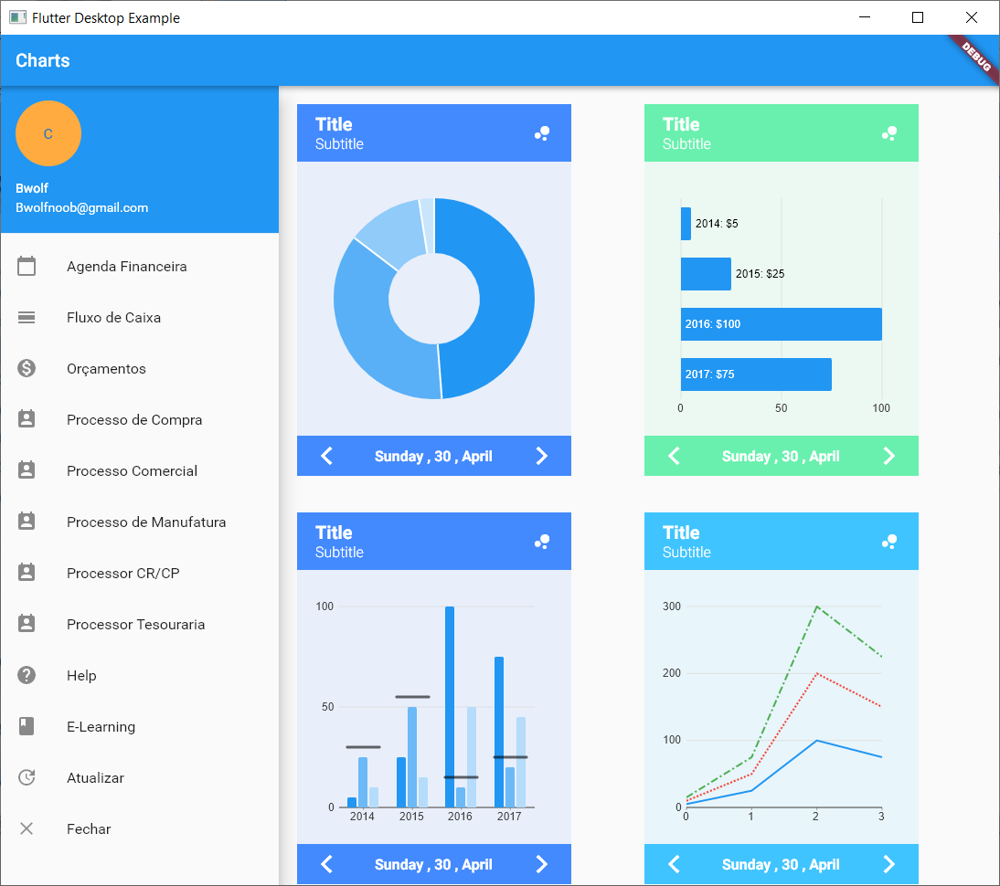 Flutter Desktop Example
Charts
DEBUG
C
Bwolf
Bwolfnoob@gmail.com
Agenda Financeira
Fluxo de Caixa
Orçamentos
Processo de Compra
Processo Comercial
Processo de Manufatura
Processor CR/CP
Processor Tesouraria
Help
E-Learning
Atualizar
Fechar
Title
Subtitle
Sunday , 30 , April
Title
Subtitle
2014: $5
2015: $25
2016: $100
2017: $75
0 50 100
Sunday , 30 , April
Title
Subtitle
100
50
0
2014 2015 2016 2017
Sunday , 30 , April
Title
Subtitle
300
200
100
0
0 1 2 3
Sunday , 30 , April